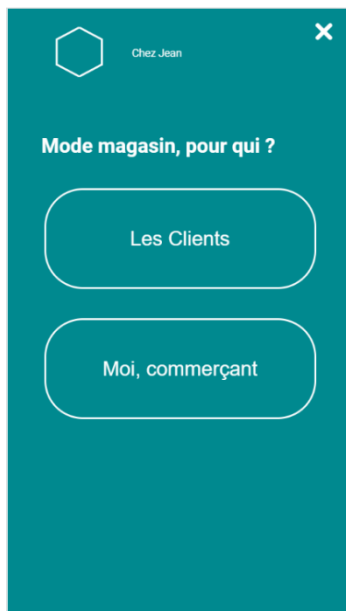 Chez Jean
Mode magasin, pour qui ?
Les Clients
Moi, commerçant